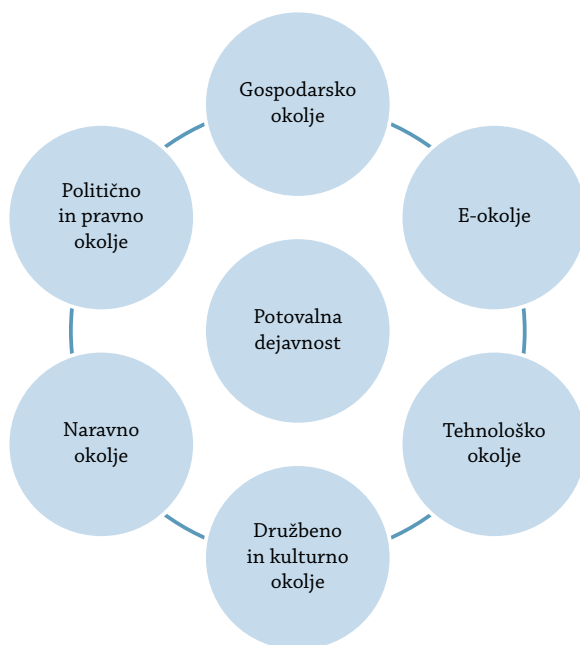 Gospodarsko
okolje
Politično
in pravno
okolje
E-okolje
Potovalna
dejavnost
Naravno
okolje
Tehnološko
okolje
Družbeno
in kulturno
okolje